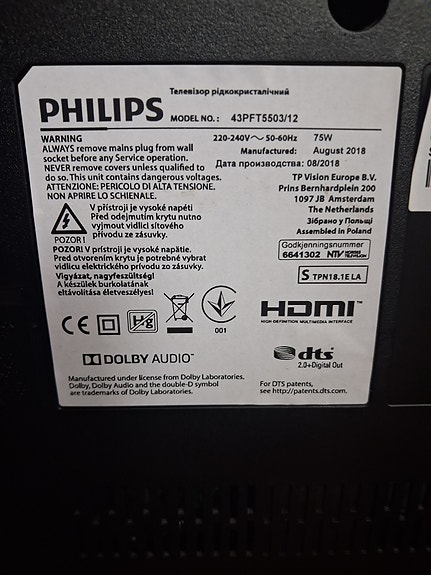 Телевізор рідкокристалічний
PHILIPS MODEL NO.: 43PFT5503/12
WARNING
ALWAYS remove mains plug from wall
socket before any Service operation.
NEVER remove covers unless qualified to
do so. This unit contains dangerous voltages.
ATTENZIONE: PERICOLO DI ALTA TENSIONE.
NON APRIRE LO SCHIENALE.
V přístroji je vysoké napětí
Před odejmutím krytu nutno
vyjmout vidlici síťového
přívodu ze zásuvky.
POZOR !
POZOR! V prístroji je vysoké napätie.
Pred otvorením krytu je potrebné vybrat
vidlicu elektrického prívodu zo zásuvky.
Vigyázat, nagyfeszültség!
A készülek burkolatának
eltávolitása életveszélyes!
220-240V~ 50-60Hz 75W
Manufactured: August 2018
Дата производства: 08/2018
TP Vision Europe B.V.
Prins Bernhardplein 200
1097 JB Amsterdam
The Netherlands
Зібрано у Польщі
Assembled in Poland
Godkjenningsnummer
6641302 NTV
S TPN18.1E LA
CE Hg 001
HDMI
HIGH-DEFINITION MULTIMEDIA INTERFACE
DOLBY AUDIO™
dts
2.0+Digital Out
Manufactured under license from Dolby Laboratories.
Dolby, Dolby Audio and the double-D symbol
are trademarks of Dolby Laboratories.
For DTS patents,
see http://patents.dts.com.